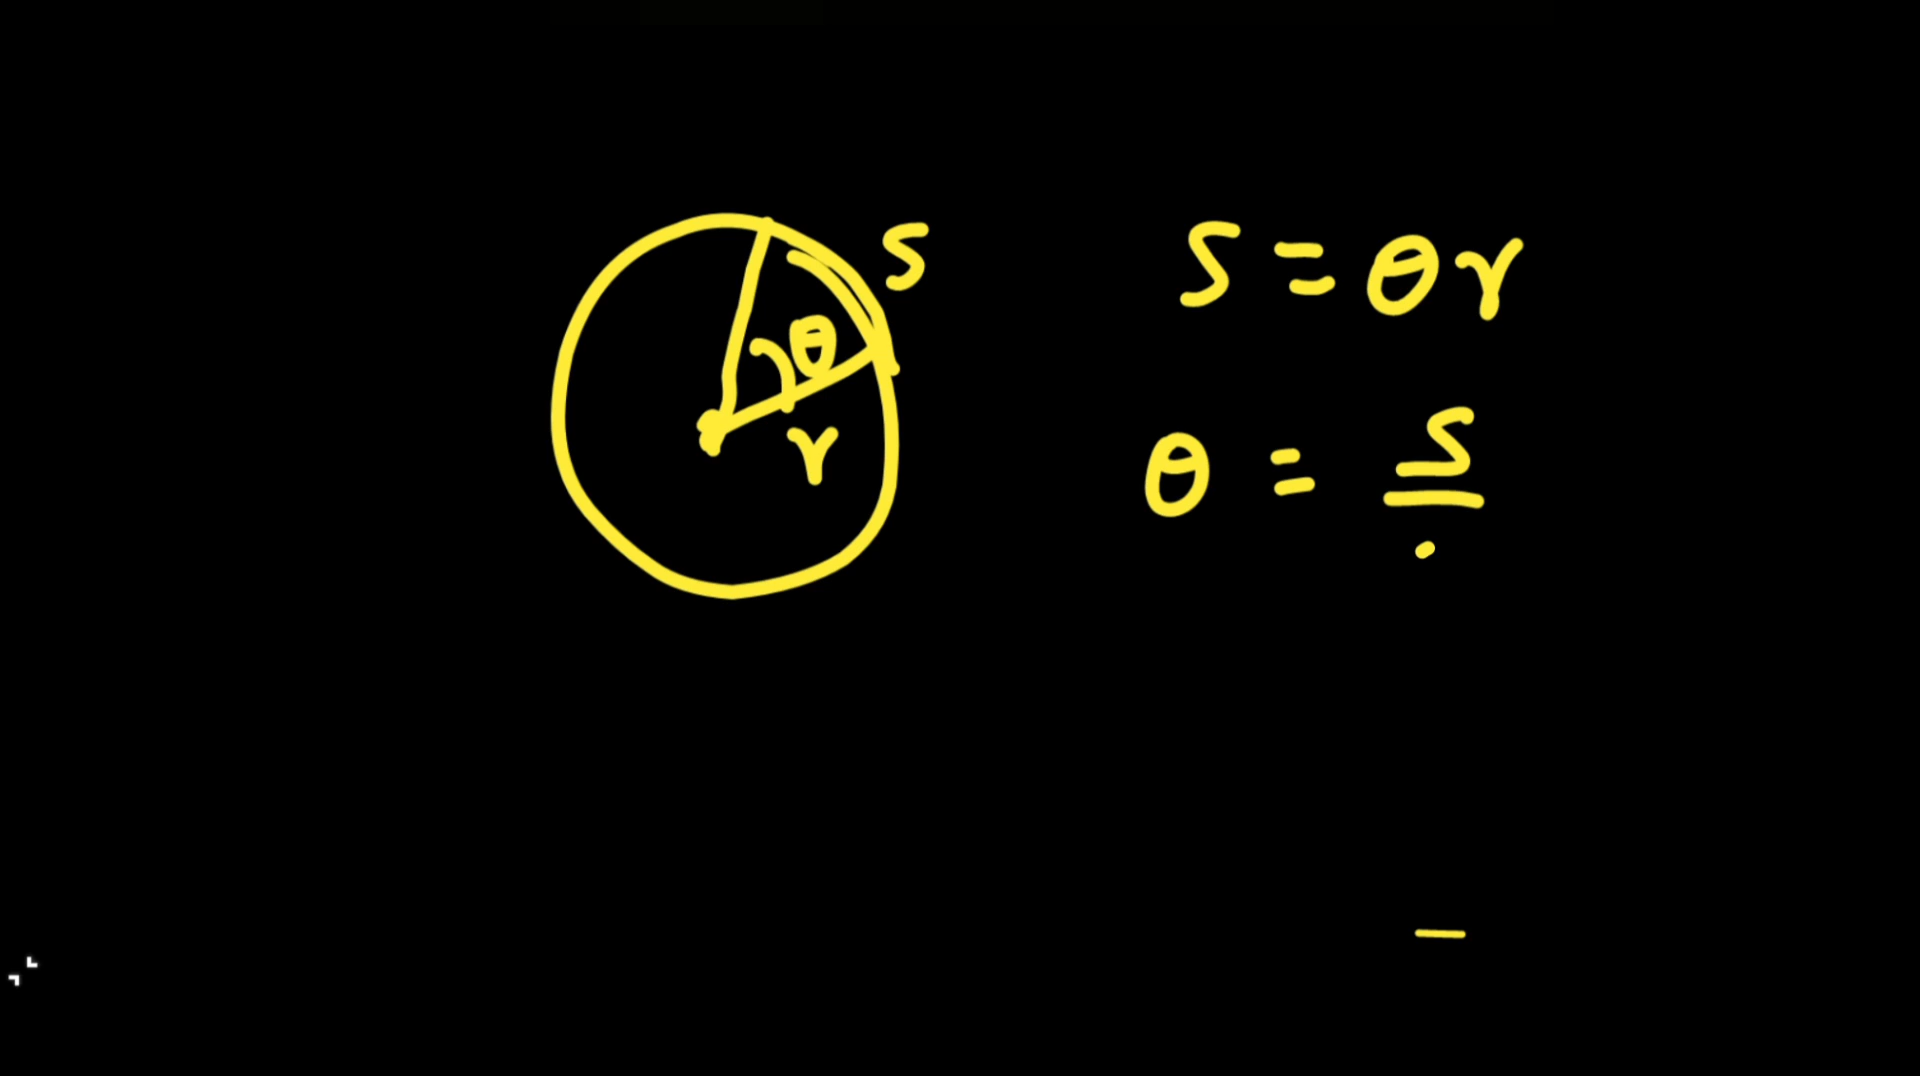 S
θ
r
S = θr
θ = S/